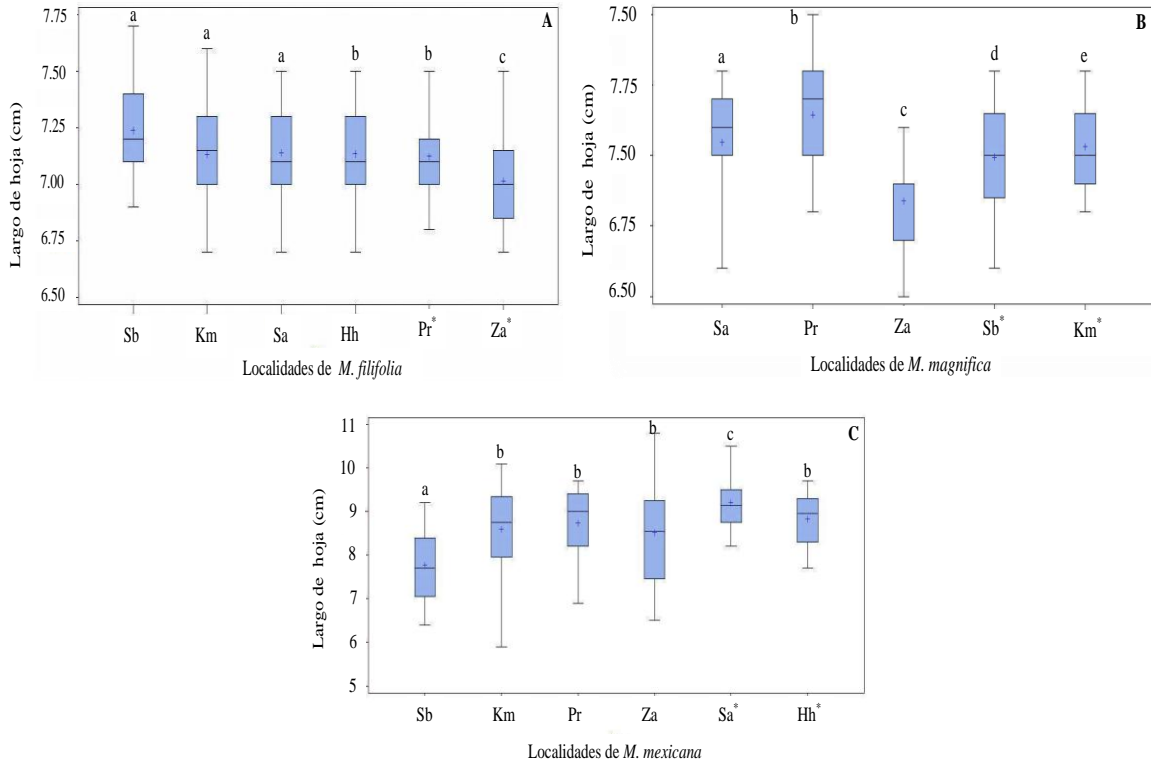 A
7.75
7.50
7.25
7.00
6.75
6.50
Largo de hoja (cm)
a a a b b c
Sb Km Sa Hh Pr* Za*
Localidades de M. filifolia
B
7.50
7.75
7.50
6.75
6.50
Largo de hoja (cm)
a b c d e
Sa Pr Za Sb* Km*
Localidades de M. magnifica
C
11
10
9
8
7
6
5
Largo de hoja (cm)
a b b b c b
Sb Km Pr Za Sa* Hh*
Localidades de M. mexicana